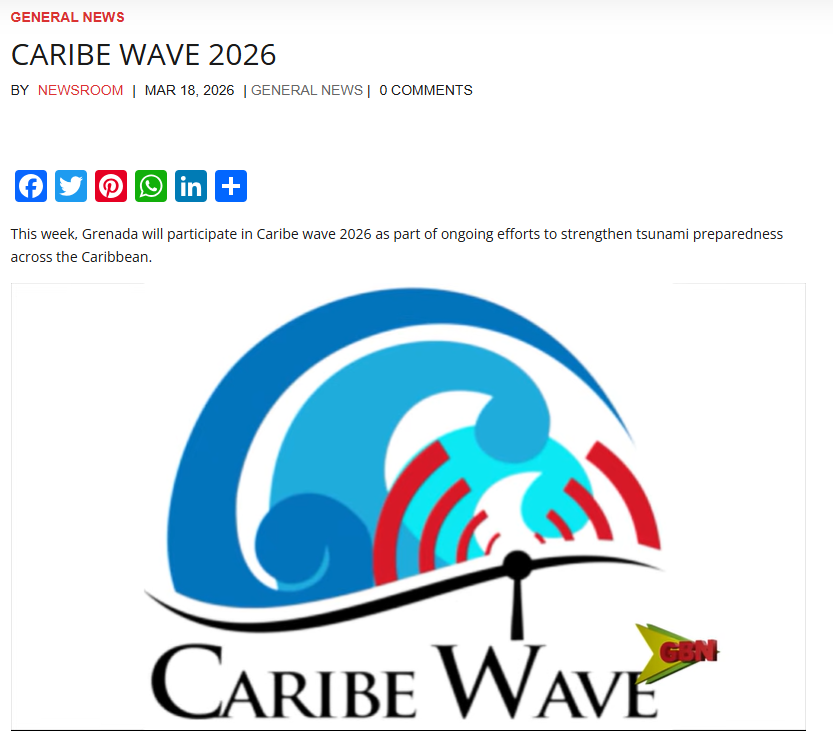 GENERAL NEWS
CARIBE WAVE 2026
BY NEWSROOM | MAR 18, 2026 | GENERAL NEWS | 0 COMMENTS
This week, Grenada will participate in Caribe wave 2026 as part of ongoing efforts to strengthen tsunami preparedness
across the Caribbean.
GBN
CARIBE WAVE